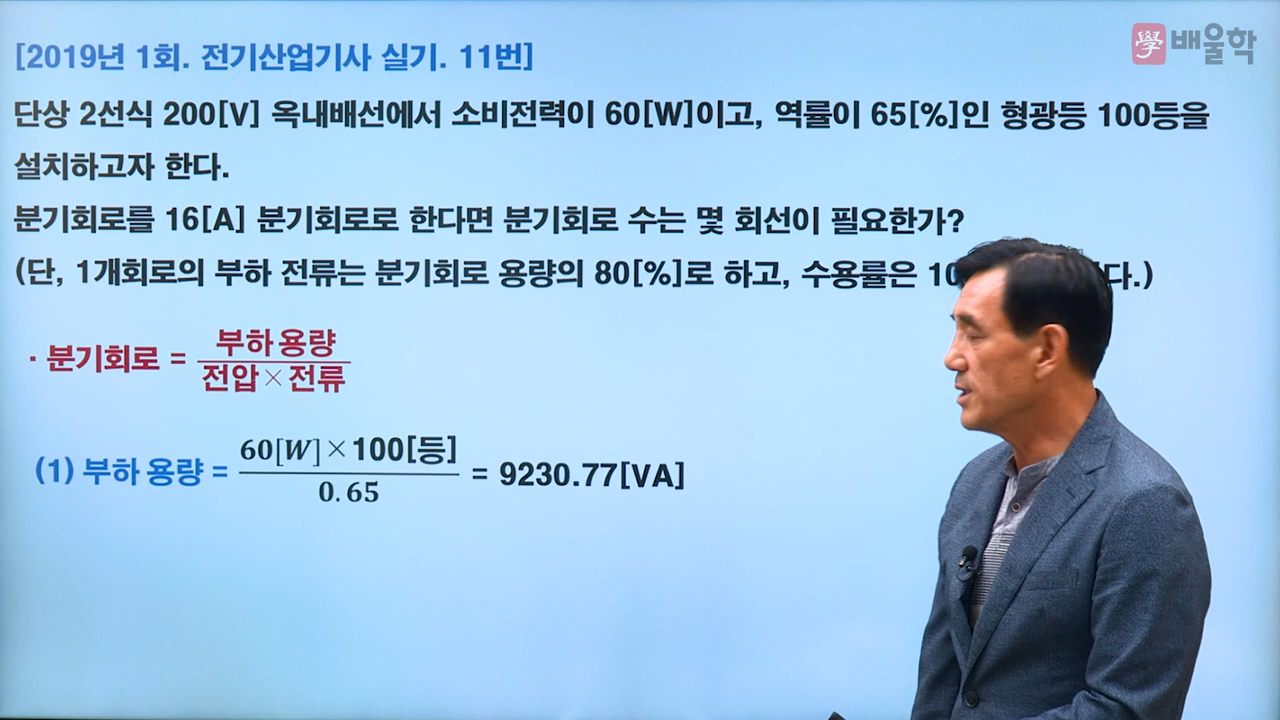 學 배울학
[2019년 1회. 전기산업기사 실기. 11번]
단상 2선식 200[V] 옥내배선에서 소비전력이 60[W]이고, 역률이 65[%]인 형광등 100등을
설치하고자 한다.
분기회로를 16[A] 분기회로로 한다면 분기회로 수는 몇 회선이 필요한가?
(단, 1개회로의 부하 전류는 분기회로 용량의 80[%]로 하고, 수용률은 다.)
· 분기회로 = 부하 용량 / 전압 × 전류
(1) 부하 용량 = 60[W] × 100[등] / 0.65 = 9230.77[VA]